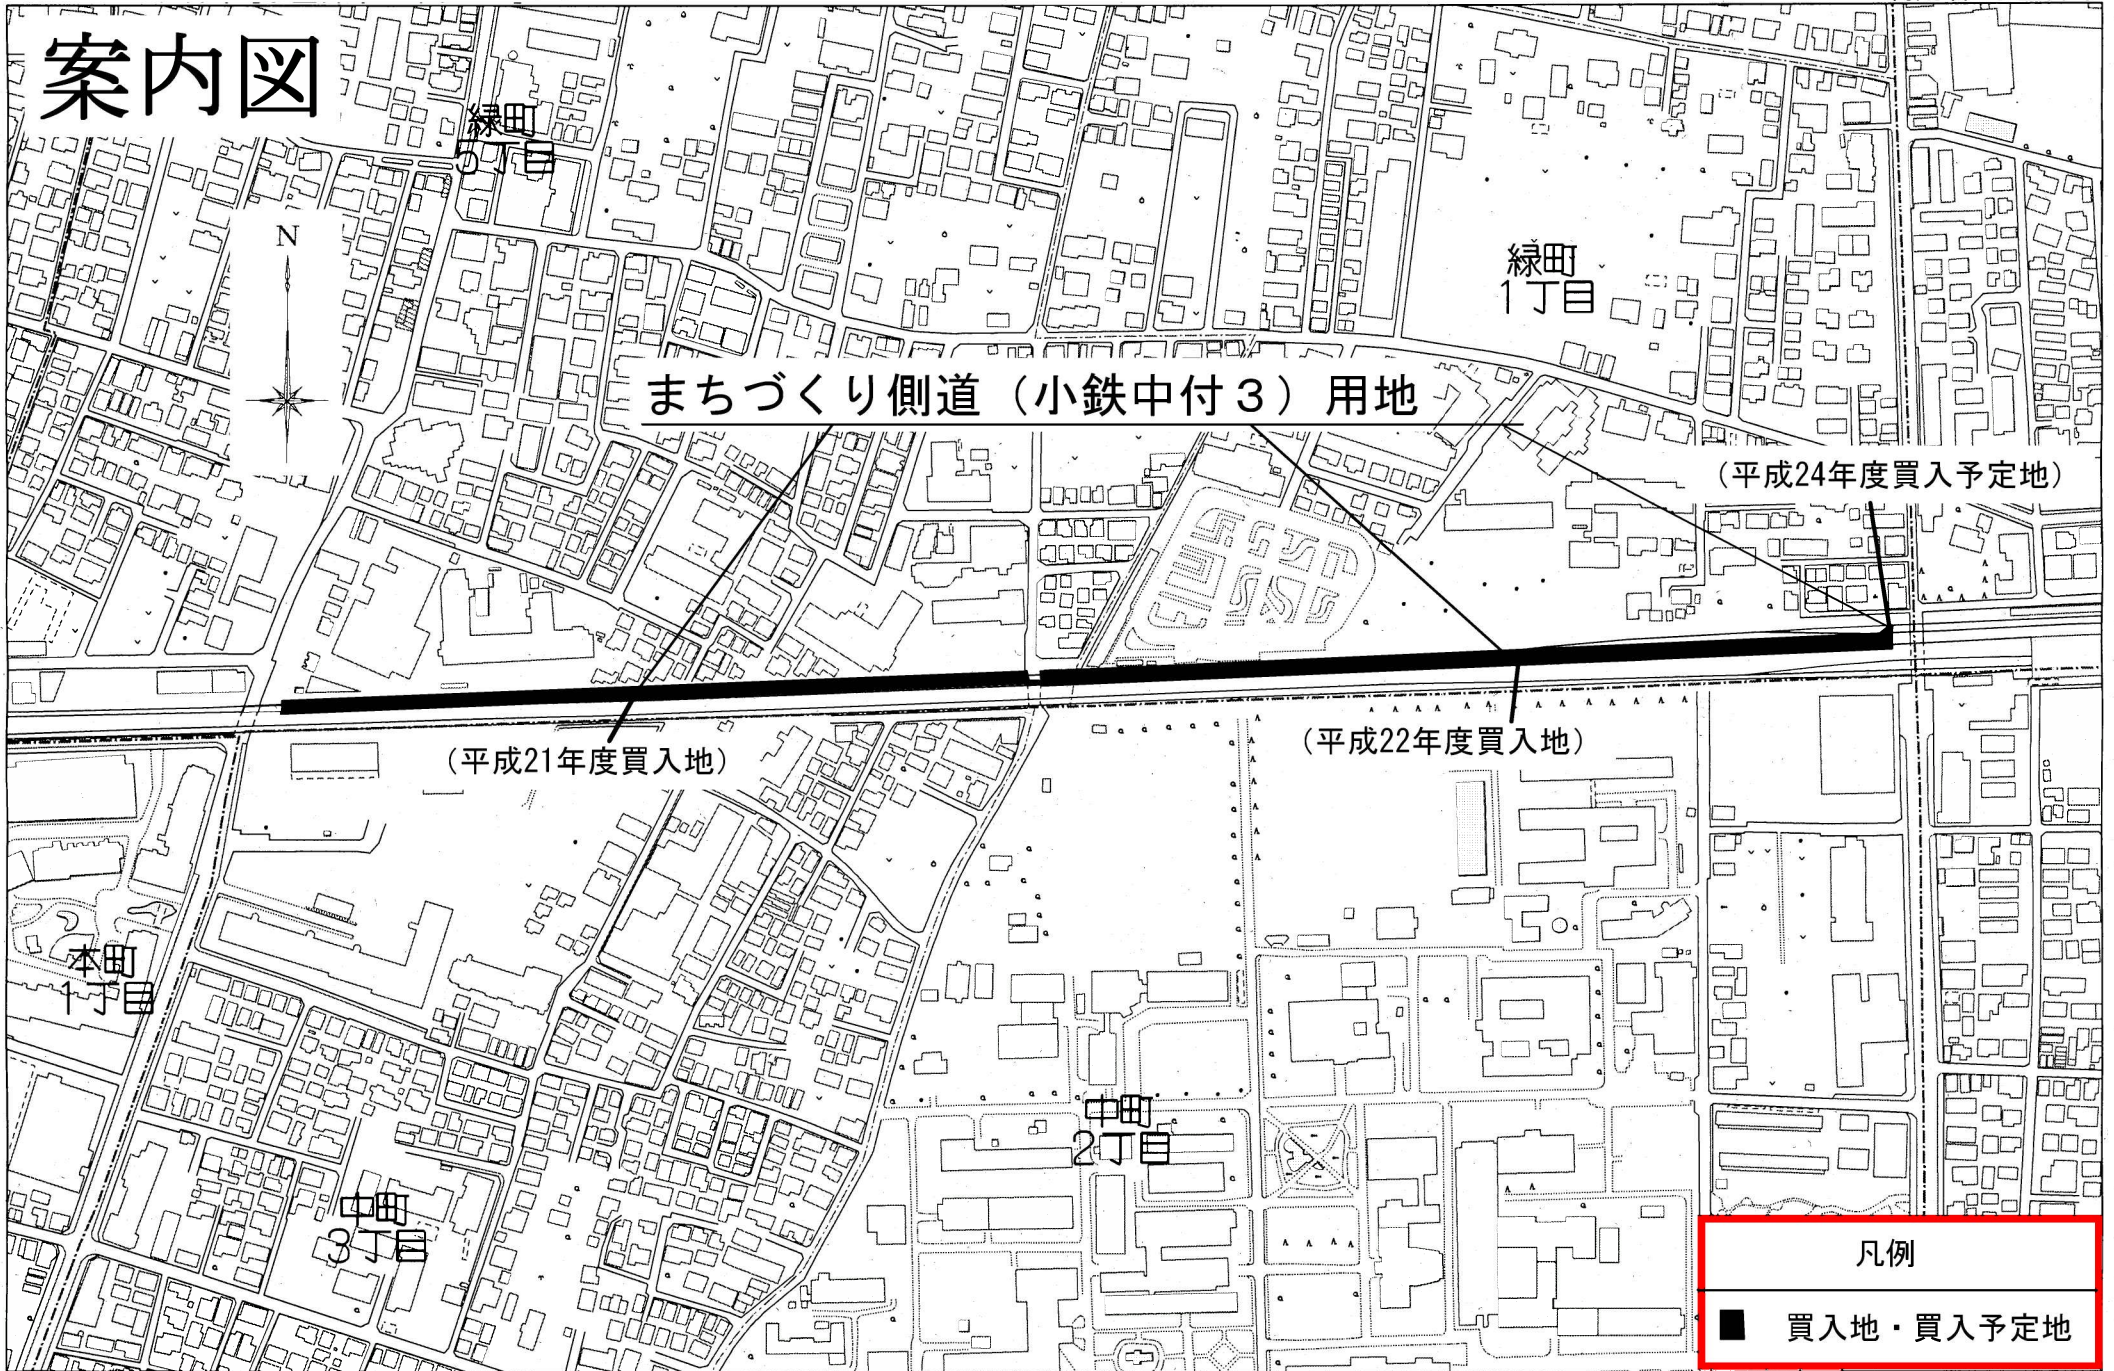 案内図
緑町
5丁目
N
緑町
1丁目
まちづくり側道（小鉄中付３）用地
（平成24年度買入予定地）
（平成21年度買入地）
（平成22年度買入地）
本町
1丁目
中町
2丁目
中町
3丁目
凡例
■ 買入地・買入予定地